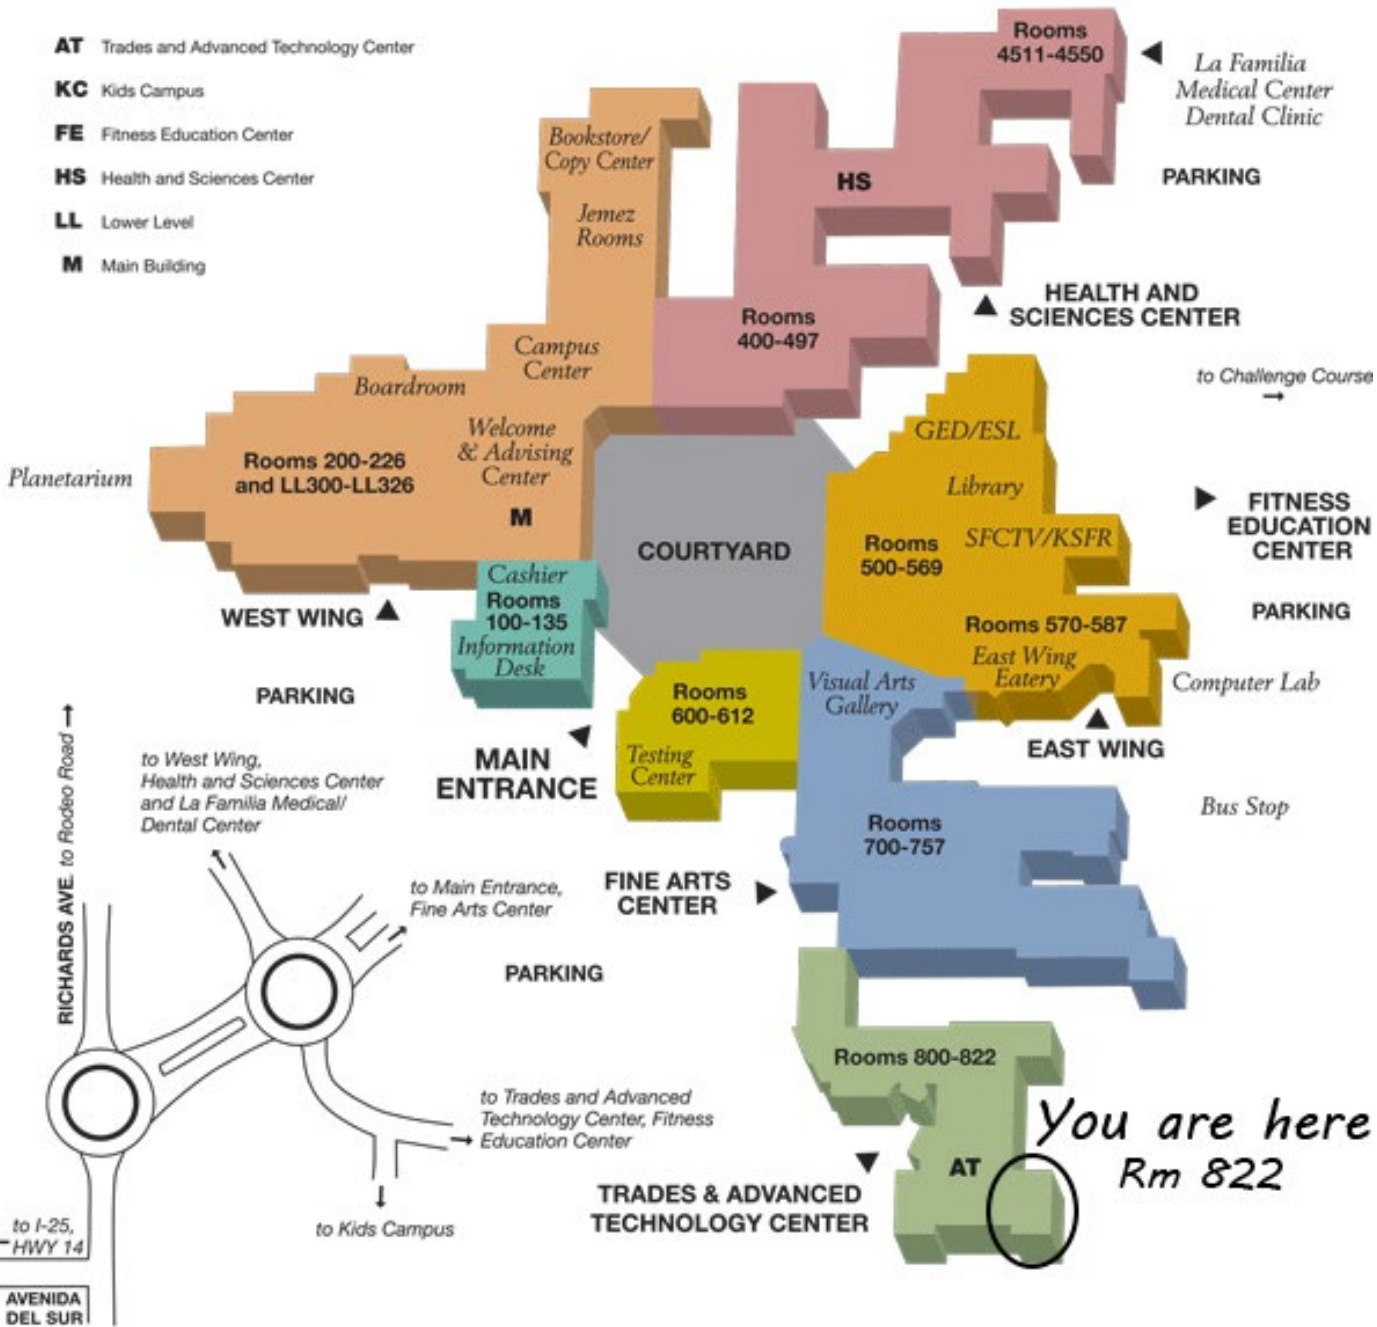 AT Trades and Advanced Technology Center
KC Kids Campus
FE Fitness Education Center
HS Health and Sciences Center
LL Lower Level
M Main Building
Rooms
4511-4550
La Familia
Medical Center
Dental Clinic
PARKING
Bookstore/
Copy Center
Jemez
Rooms
HS
HEALTH AND
SCIENCES CENTER
Rooms
400-497
Campus
Center
Boardroom
to Challenge Course
→
Welcome
& Advising
Center
GED/ESL
Planetarium
Rooms 200-226
and LL300-LL326
M
Library
FITNESS
EDUCATION
CENTER
COURTYARD
Rooms
500-569
SFCTV/KSFR
Cashier
Rooms
100-135
Information
Desk
WEST WING
PARKING
Rooms 570-587
East Wing
Eatery
Computer Lab
PARKING
Rooms
600-612
Visual Arts
Gallery
EAST WING
MAIN
ENTRANCE
Testing
Center
Bus Stop
RICHARDS AVE. to Rodeo Road →
to West Wing,
Health and Sciences Center
and La Familia Medical/
Dental Center
Rooms
700-757
to Main Entrance,
Fine Arts Center
FINE ARTS
CENTER
PARKING
Rooms 800-822
to Trades and Advanced
Technology Center, Fitness
Education Center
You are here
Rm 822
AT
TRADES & ADVANCED
TECHNOLOGY CENTER
to Kids Campus
to I-25,
HWY 14
AVENIDA
DEL SUR